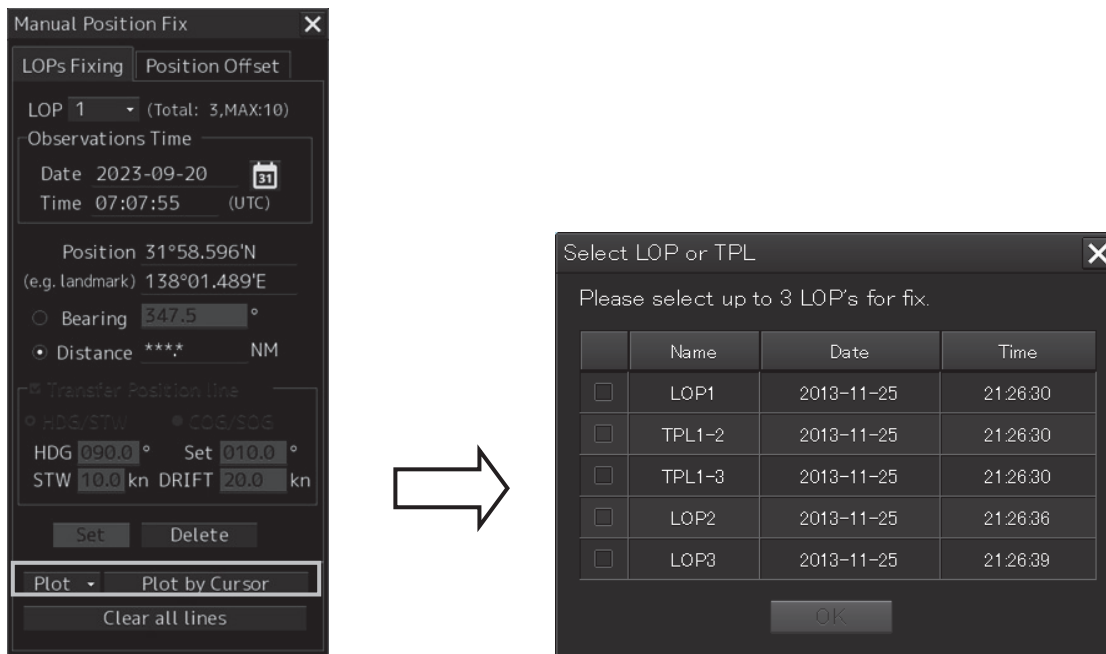 Manual Position Fix
LOPs Fixing Position Offset
LOP 1 (Total: 3,MAX:10)
Observations Time
Date 2023-09-20 31
Time 07:07:55 (UTC)
Position 31°58.596'N
(e.g. landmark) 138°01.489'E
Bearing 347.5 °
Distance ***.* NM
Transfer Position line
HDG/STW COG/SOG
HDG 090.0 ° Set 010.0 °
STW 10.0 kn DRIFT 20.0 kn
Set Delete
Plot Plot by Cursor
Clear all lines
Select LOP or TPL
Please select up to 3 LOP's for fix.
Name Date Time
LOP1 2013-11-25 21:26:30
TPL1-2 2013-11-25 21:26:30
TPL1-3 2013-11-25 21:26:30
LOP2 2013-11-25 21:26:36
LOP3 2013-11-25 21:26:39
OK